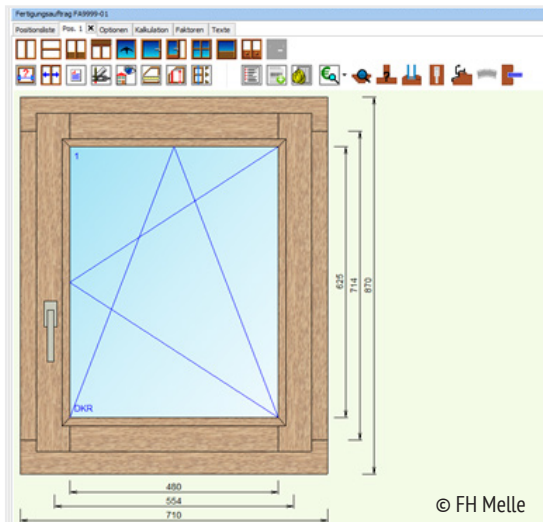 Fertigungsauftrag FA9999-01
Positionsliste Pos. 1 Optionen Kalkulation Faktoren Texte
1
625
714
870
DKR
480
554
710
© FH Melle